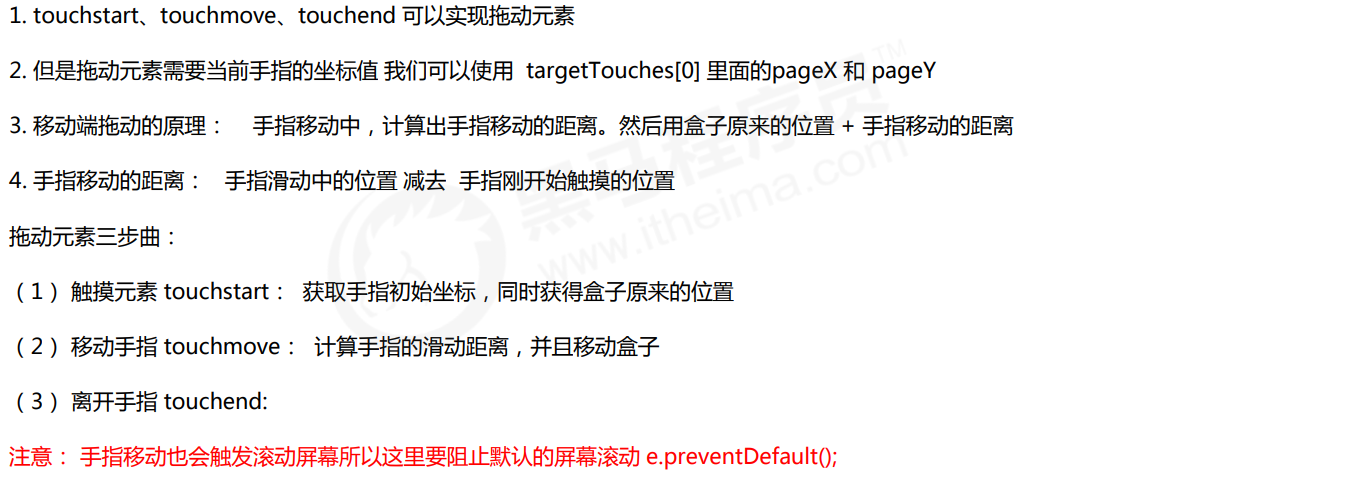 1. touchstart、touchmove、touchend 可以实现拖动元素
2. 但是拖动元素需要当前手指的坐标值 我们可以使用 targetTouches[0] 里面的pageX 和 pageY
3. 移动端拖动的原理： 手指移动中，计算出手指移动的距离。然后用盒子原来的位置 + 手指移动的距离
4. 手指移动的距离： 手指滑动中的位置 减去 手指刚开始触摸的位置
拖动元素三步曲：
（1）触摸元素 touchstart： 获取手指初始坐标，同时获得盒子原来的位置
（2）移动手指 touchmove： 计算手指的滑动距离，并且移动盒子
（3）离开手指 touchend:
注意： 手指移动也会触发滚动屏幕所以这里要阻止默认的屏幕滚动 e.preventDefault();
黑马程序员™
www.itheima.com